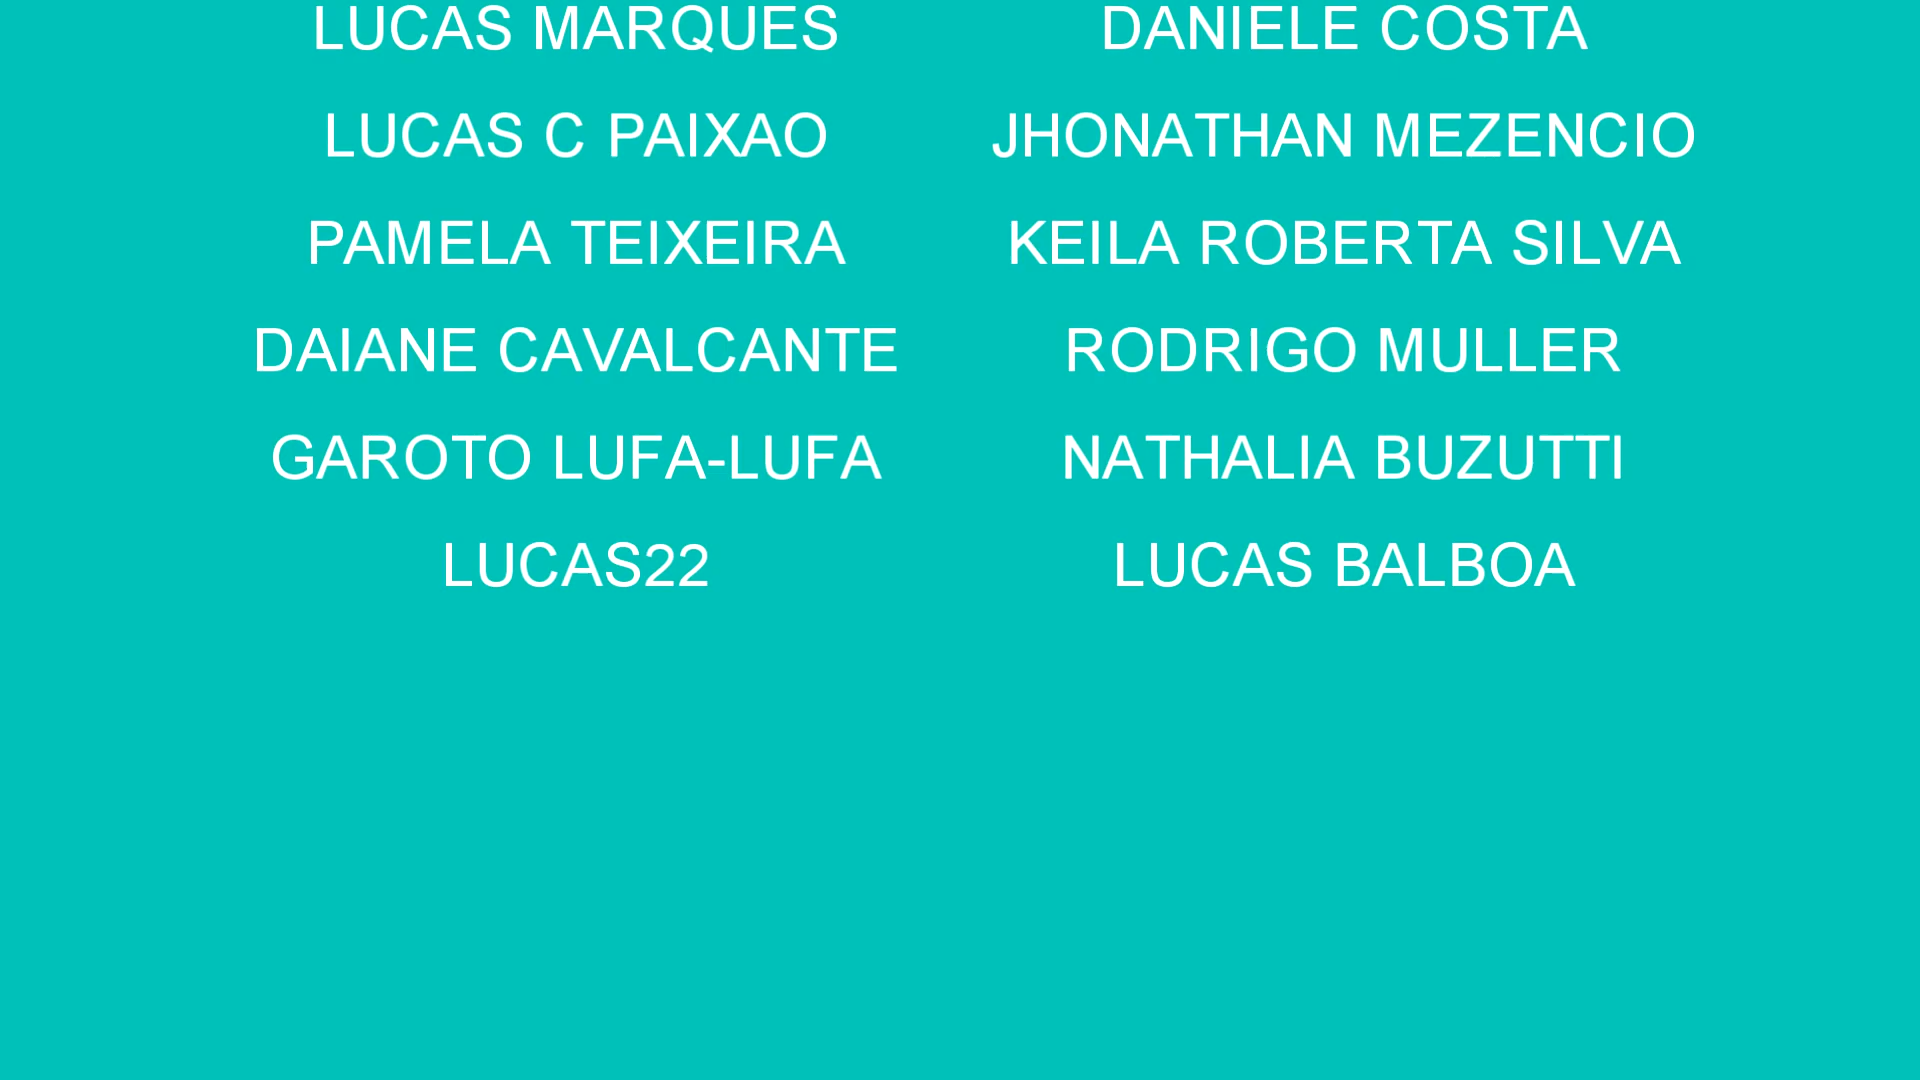 LUCAS MARQUES
DANIELE COSTA
LUCAS C PAIXAO
JHONATHAN MEZENCIO
PAMELA TEIXEIRA
KEILA ROBERTA SILVA
DAIANE CAVALCANTE
RODRIGO MULLER
GAROTO LUFA-LUFA
NATHALIA BUZUTTI
LUCAS22
LUCAS BALBOA